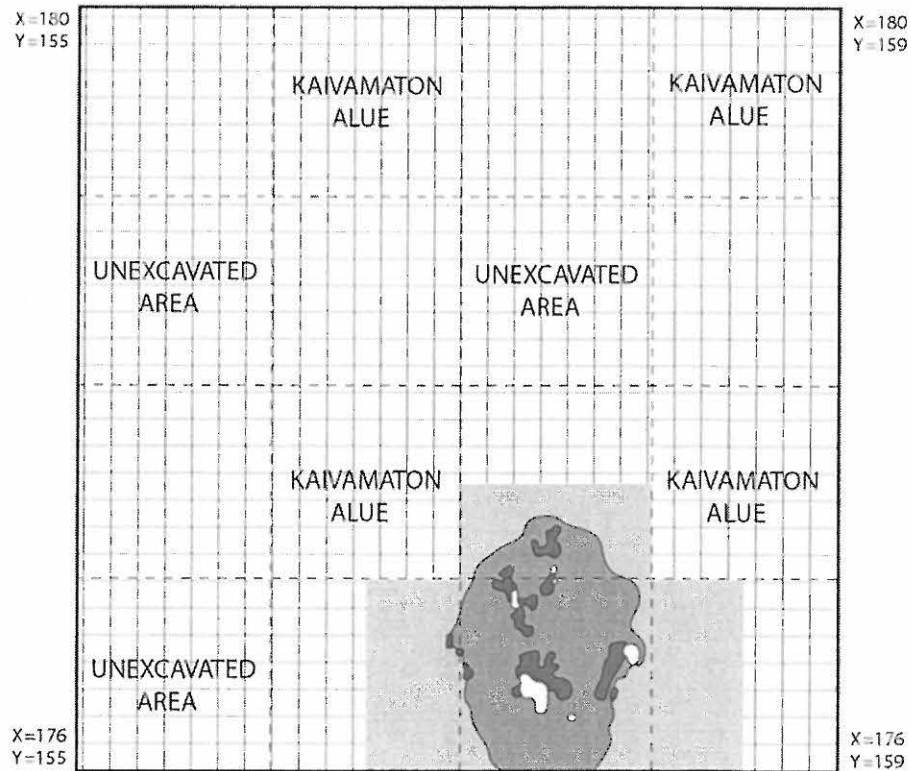 X=180
Y=155
X=180
Y=159
KAIVAMATON
ALUE
KAIVAMATON
ALUE
UNEXCAVATED
AREA
UNEXCAVATED
AREA
KAIVAMATON
ALUE
KAIVAMATON
ALUE
UNEXCAVATED
AREA
X=176
Y=155
X=176
Y=159